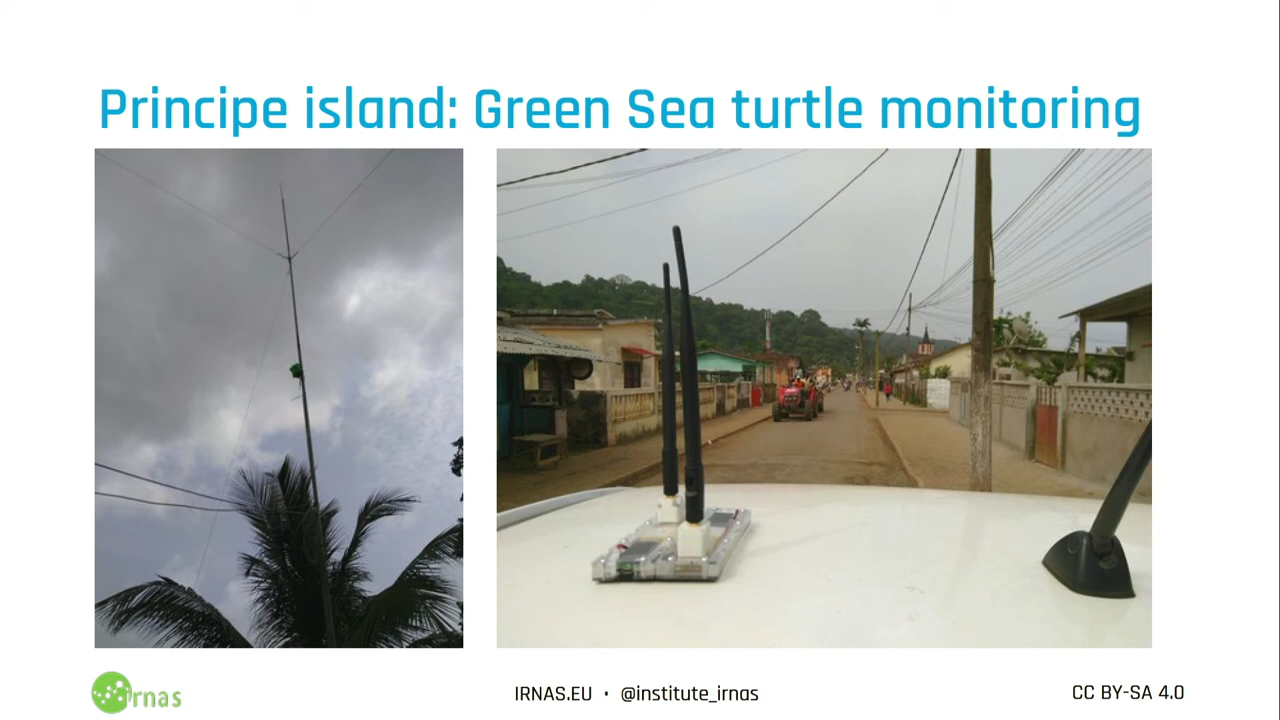 Principe island: Green Sea turtle monitoring
irnas
IRNAS.EU • @institute_irnas
CC BY-SA 4.0